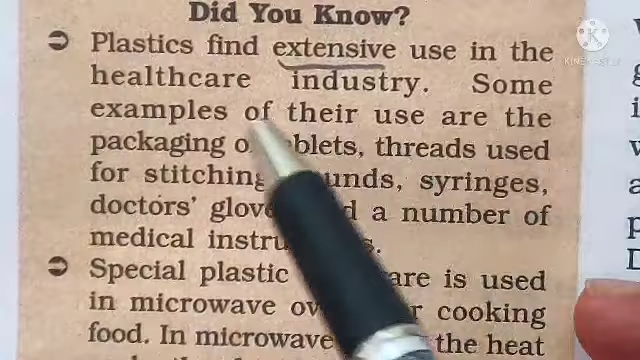 Did You Know?
Plastics find extensive use in the
healthcare industry. Some
examples of their use are the
packaging o blets, threads used
for stitching unds, syringes,
doctors' glove d a number of
medical instru s.
Special plastic are is used
in microwave ov r cooking
food. In microwave the heat
KINEMASTER